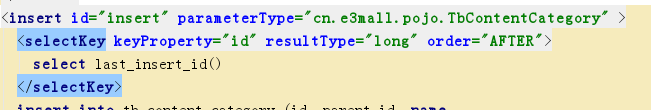 <insert id="insert" parameterType="cn.e3mall.pojo.TbContentCategory" >
<selectKey keyProperty="id" resultType="long" order="AFTER">
select last_insert_id()
</selectKey>
insert into tb_content_category (id, parent_id, name,